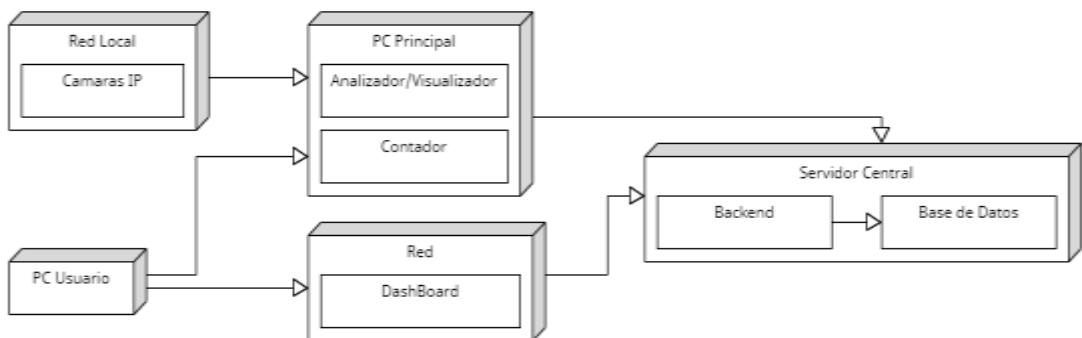 Red Local
Camaras IP
PC Principal
Analizador/Visualizador
Contador
Servidor Central
Backend
Base de Datos
PC Usuario
Red
DashBoard